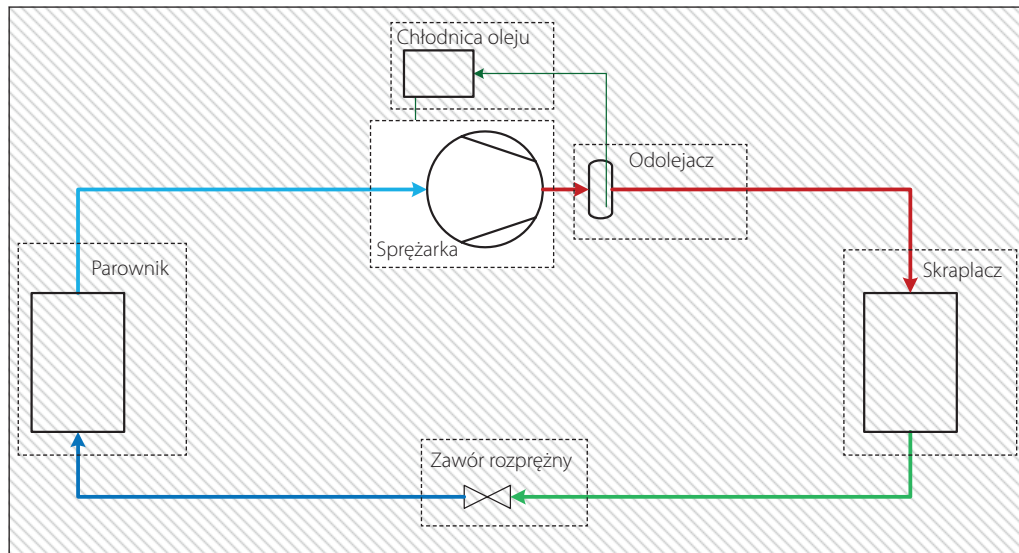 Chłodnica oleju
Odolejacz
Sprężarka
Parownik
Skraplacz
Zawór rozprężny